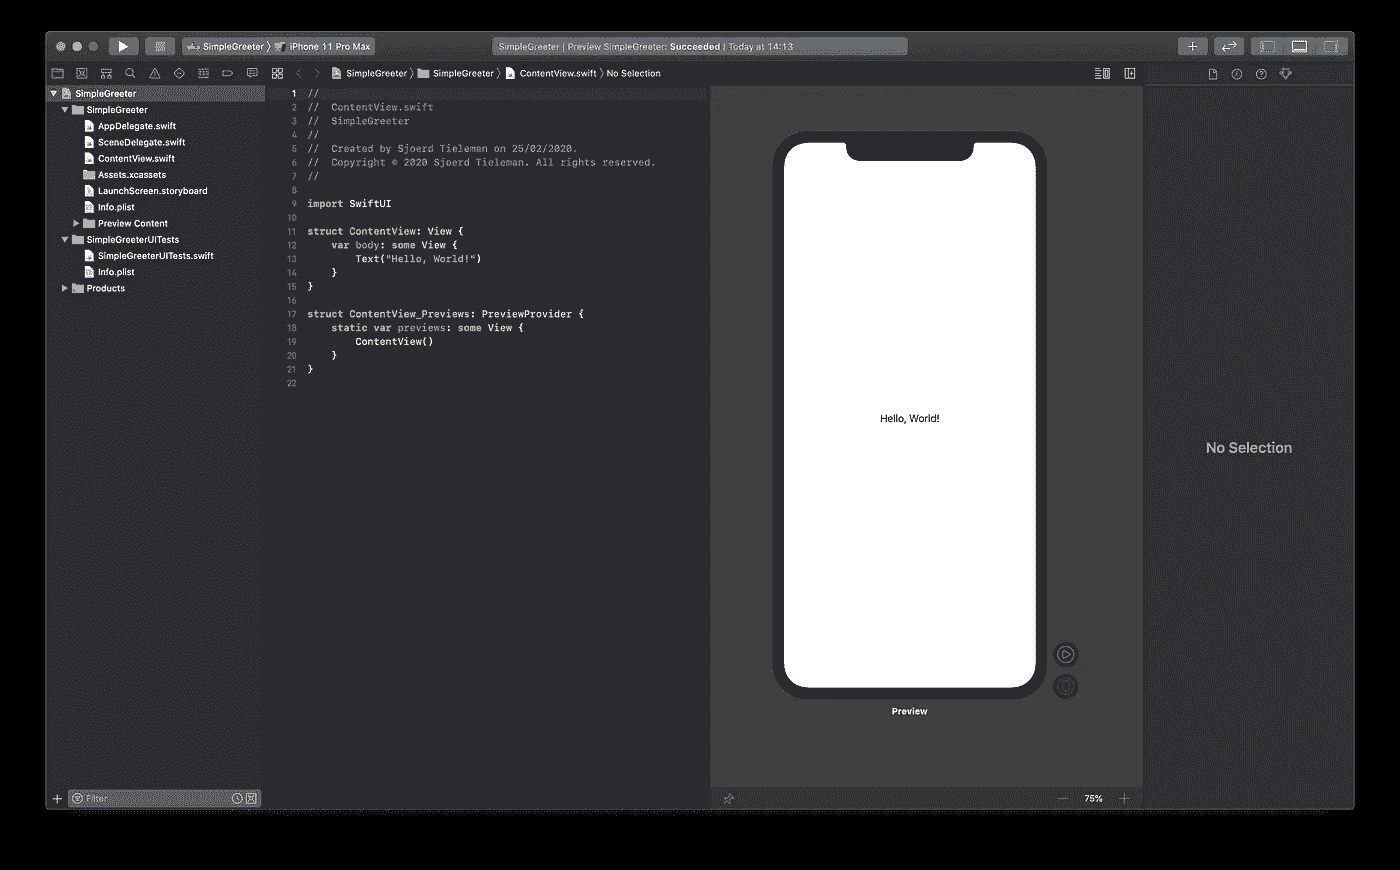 SimpleGreeter ⟩ iPhone 11 Pro Max
SimpleGreeter | Preview SimpleGreeter: Succeeded | Today at 14:13
SimpleGreeter ⟩ SimpleGreeter ⟩ ContentView.swift ⟩ No Selection
SimpleGreeter
SimpleGreeter
AppDelegate.swift
SceneDelegate.swift
ContentView.swift
Assets.xcassets
LaunchScreen.storyboard
Info.plist
Preview Content
SimpleGreeterUITests
SimpleGreeterUITests.swift
Info.plist
Products
Filter
1 //
2 //  ContentView.swift
3 //  SimpleGreeter
4 //
5 //  Created by Sjoerd Tieleman on 25/02/2020.
6 //  Copyright © 2020 Sjoerd Tieleman. All rights reserved.
7 //
8
9 import SwiftUI
10
11 struct ContentView: View {
12     var body: some View {
13         Text("Hello, World!")
14     }
15 }
16
17 struct ContentView_Previews: PreviewProvider {
18     static var previews: some View {
19         ContentView()
20     }
21 }
22
Hello, World!
Preview
75%
No Selection